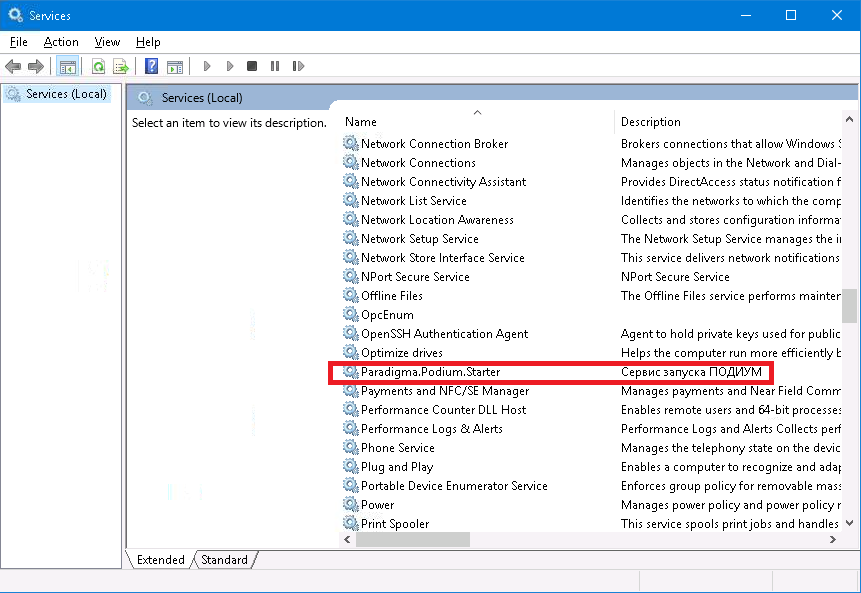 Services
File Action View Help
Services (Local)
Services (Local)
Select an item to view its description.
Name Description
Network Connection Broker Brokers connections that allow Windows S
Network Connections Manages objects in the Network and Dial-
Network Connectivity Assistant Provides DirectAccess status notification f
Network List Service Identifies the networks to which the comp
Network Location Awareness Collects and stores configuration informa
Network Setup Service The Network Setup Service manages the i
Network Store Interface Service This service delivers network notifications
NPort Secure Service NPort Secure Service
Offline Files The Offline Files service performs mainter
OpcEnum
OpenSSH Authentication Agent Agent to hold private keys used for public
Optimize drives Helps the computer run more efficiently b
Paradigma.Podium.Starter Сервис запуска ПОДИУМ
Payments and NFC/SE Manager Manages payments and Near Field Comm
Performance Counter DLL Host Enables remote users and 64-bit processes
Performance Logs & Alerts Performance Logs and Alerts Collects perf
Phone Service Manages the telephony state on the devic
Plug and Play Enables a computer to recognize and adap
Portable Device Enumerator Service Enforces group policy for removable mass
Power Manages power policy and power policy r
Print Spooler This service spools print jobs and handles
Extended Standard